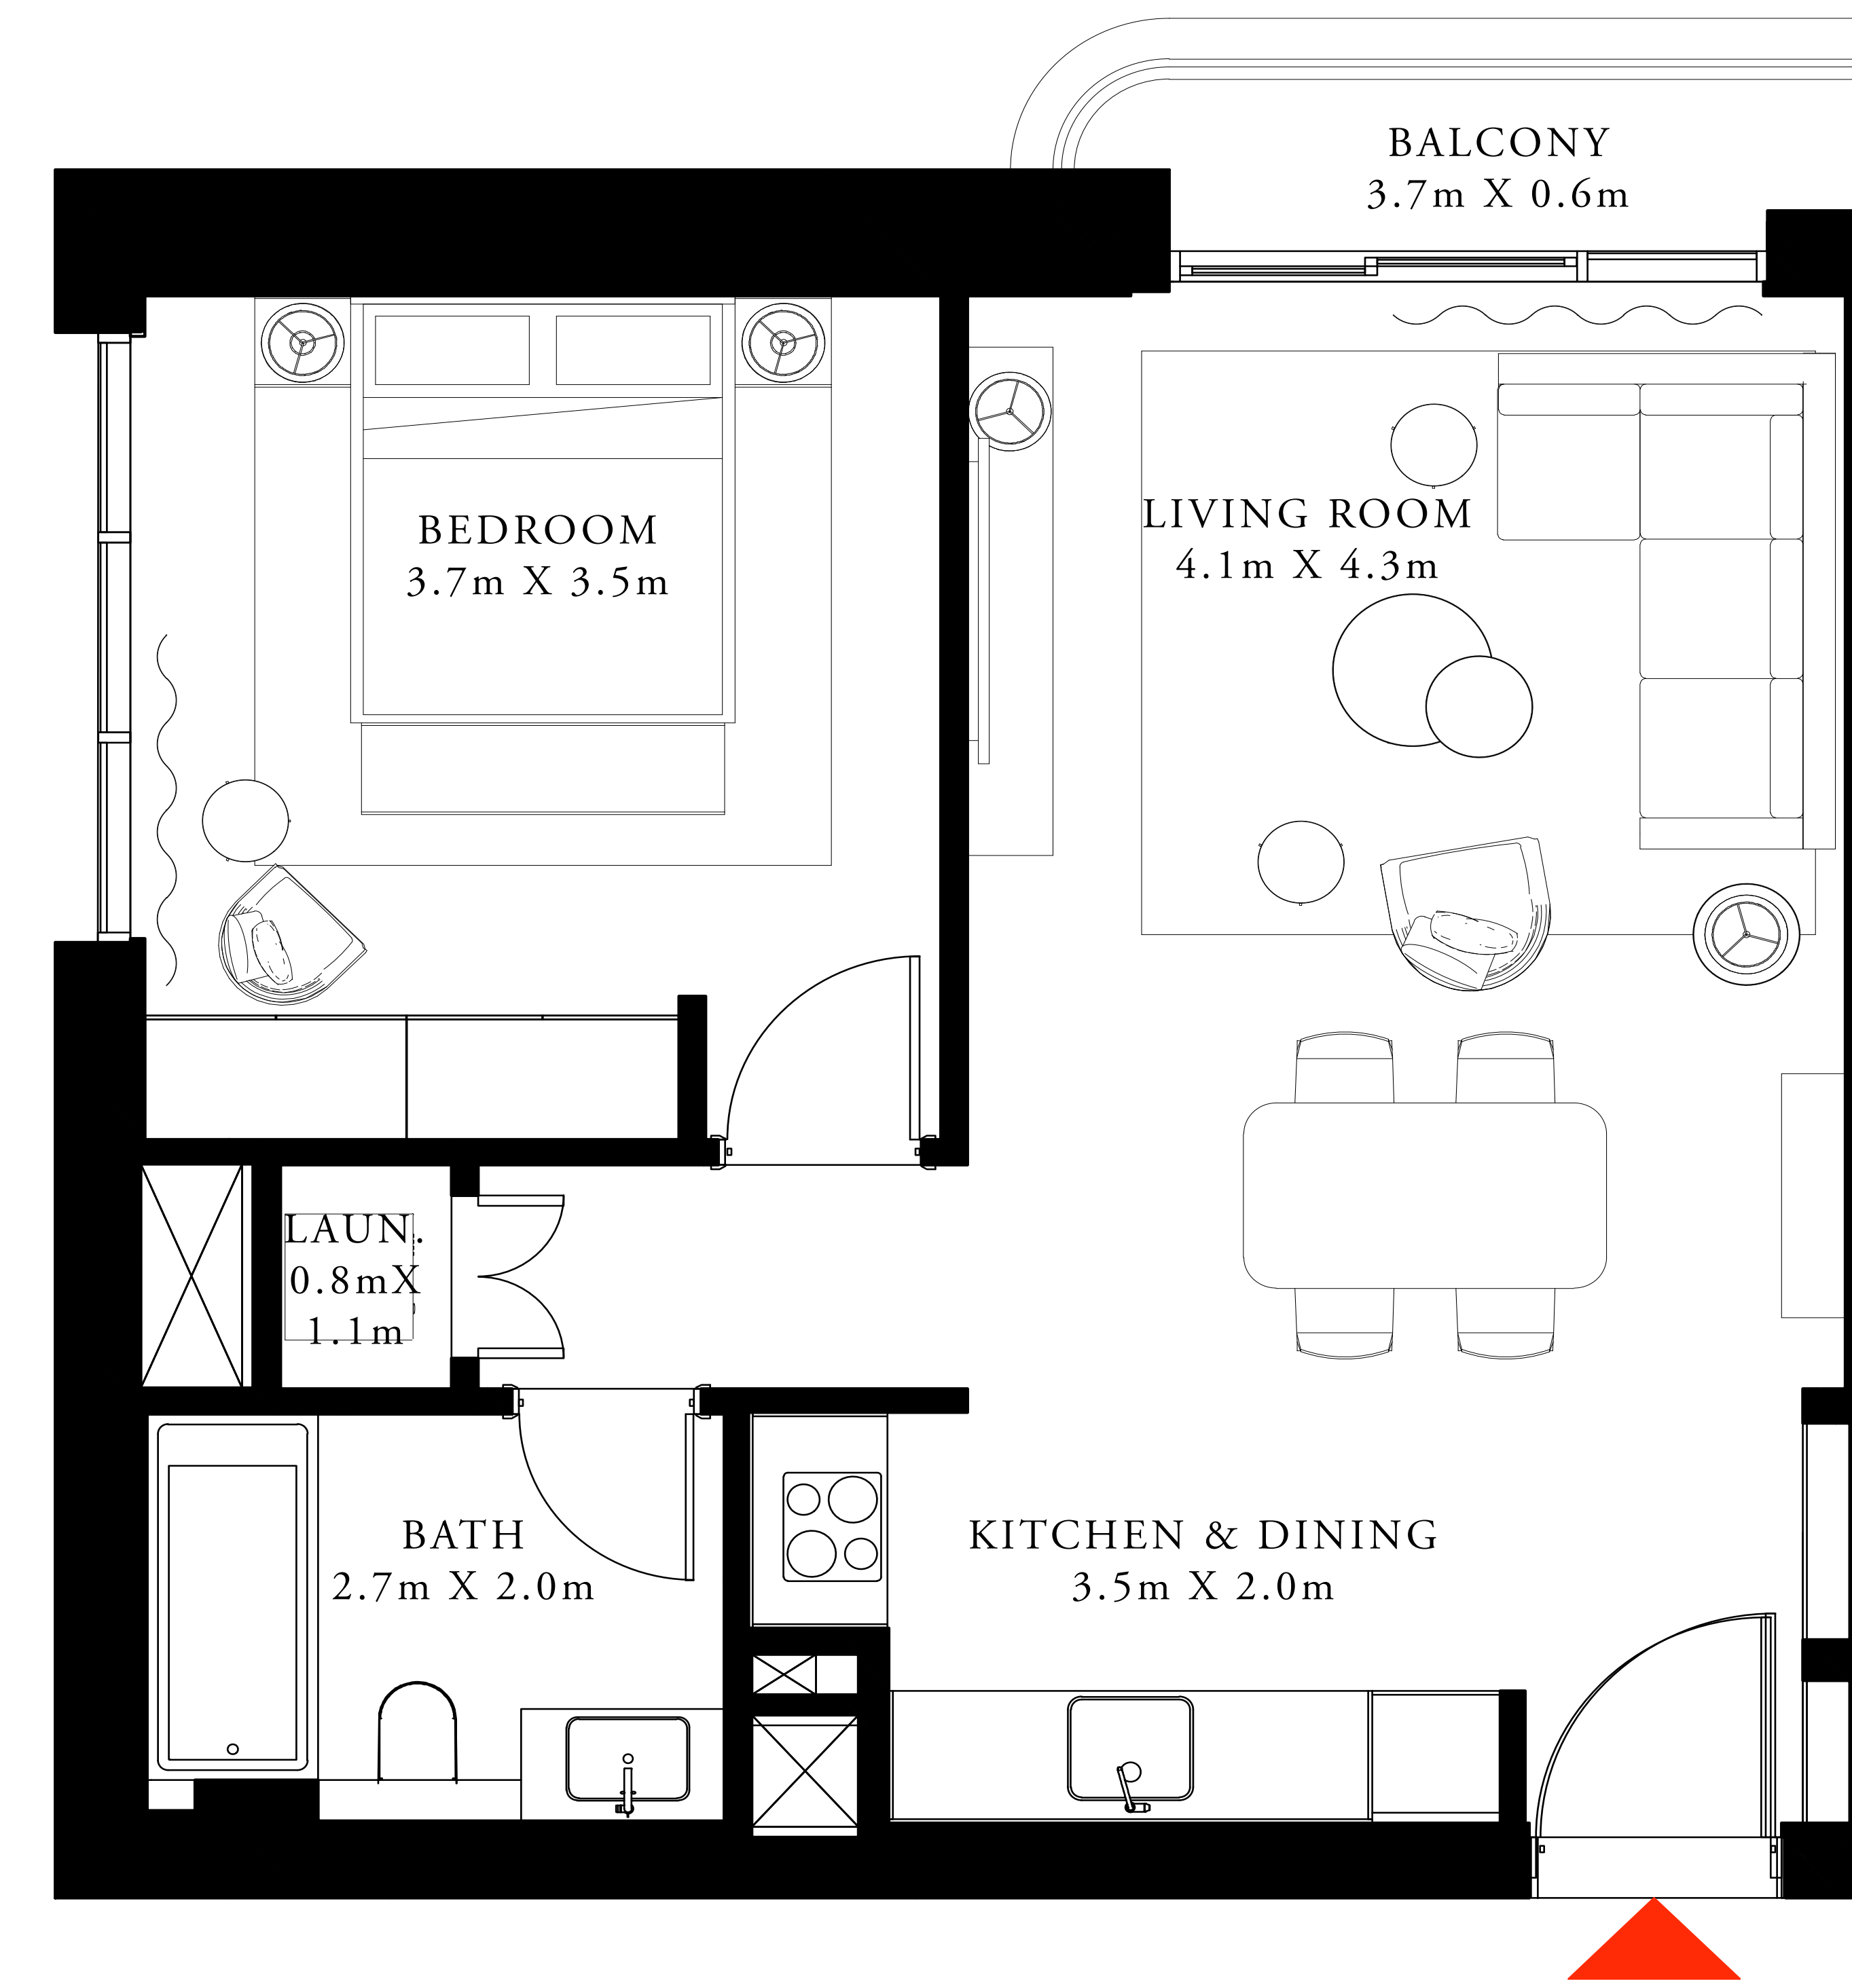 BALCONY
3.7m X 0.6m
BEDROOM
3.7m X 3.5m
LIVING ROOM
4.1m X 4.3m
LAUN.
0.8mX
1.1m
BATH
2.7m X 2.0m
KITCHEN & DINING
3.5m X 2.0m